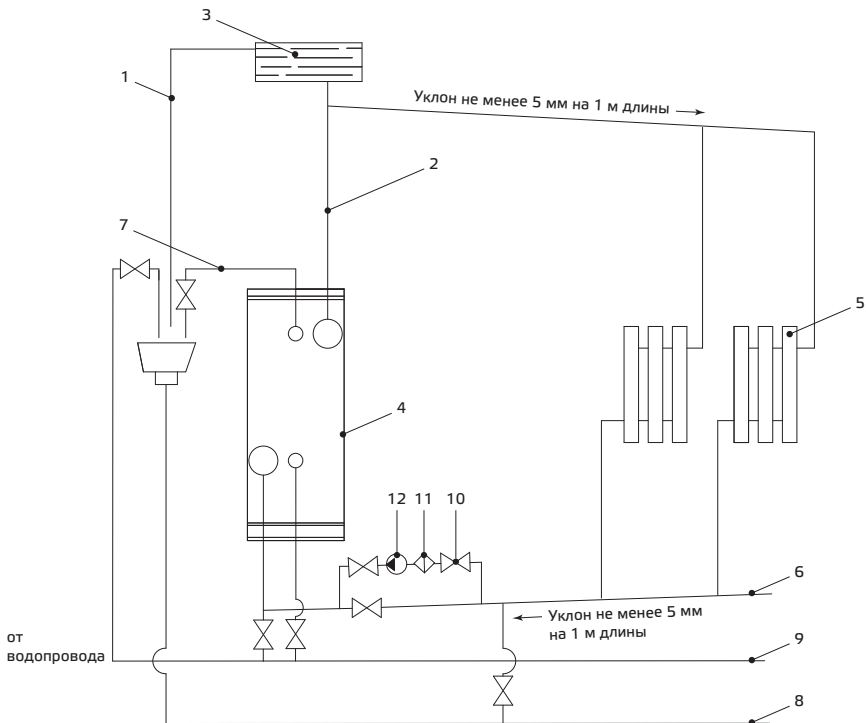 3
1
Уклон не менее 5 мм на 1 м длины
2
7
5
4
12 11 10
6
Уклон не менее 5 мм
на 1 м длины
от
водопровода
9
8